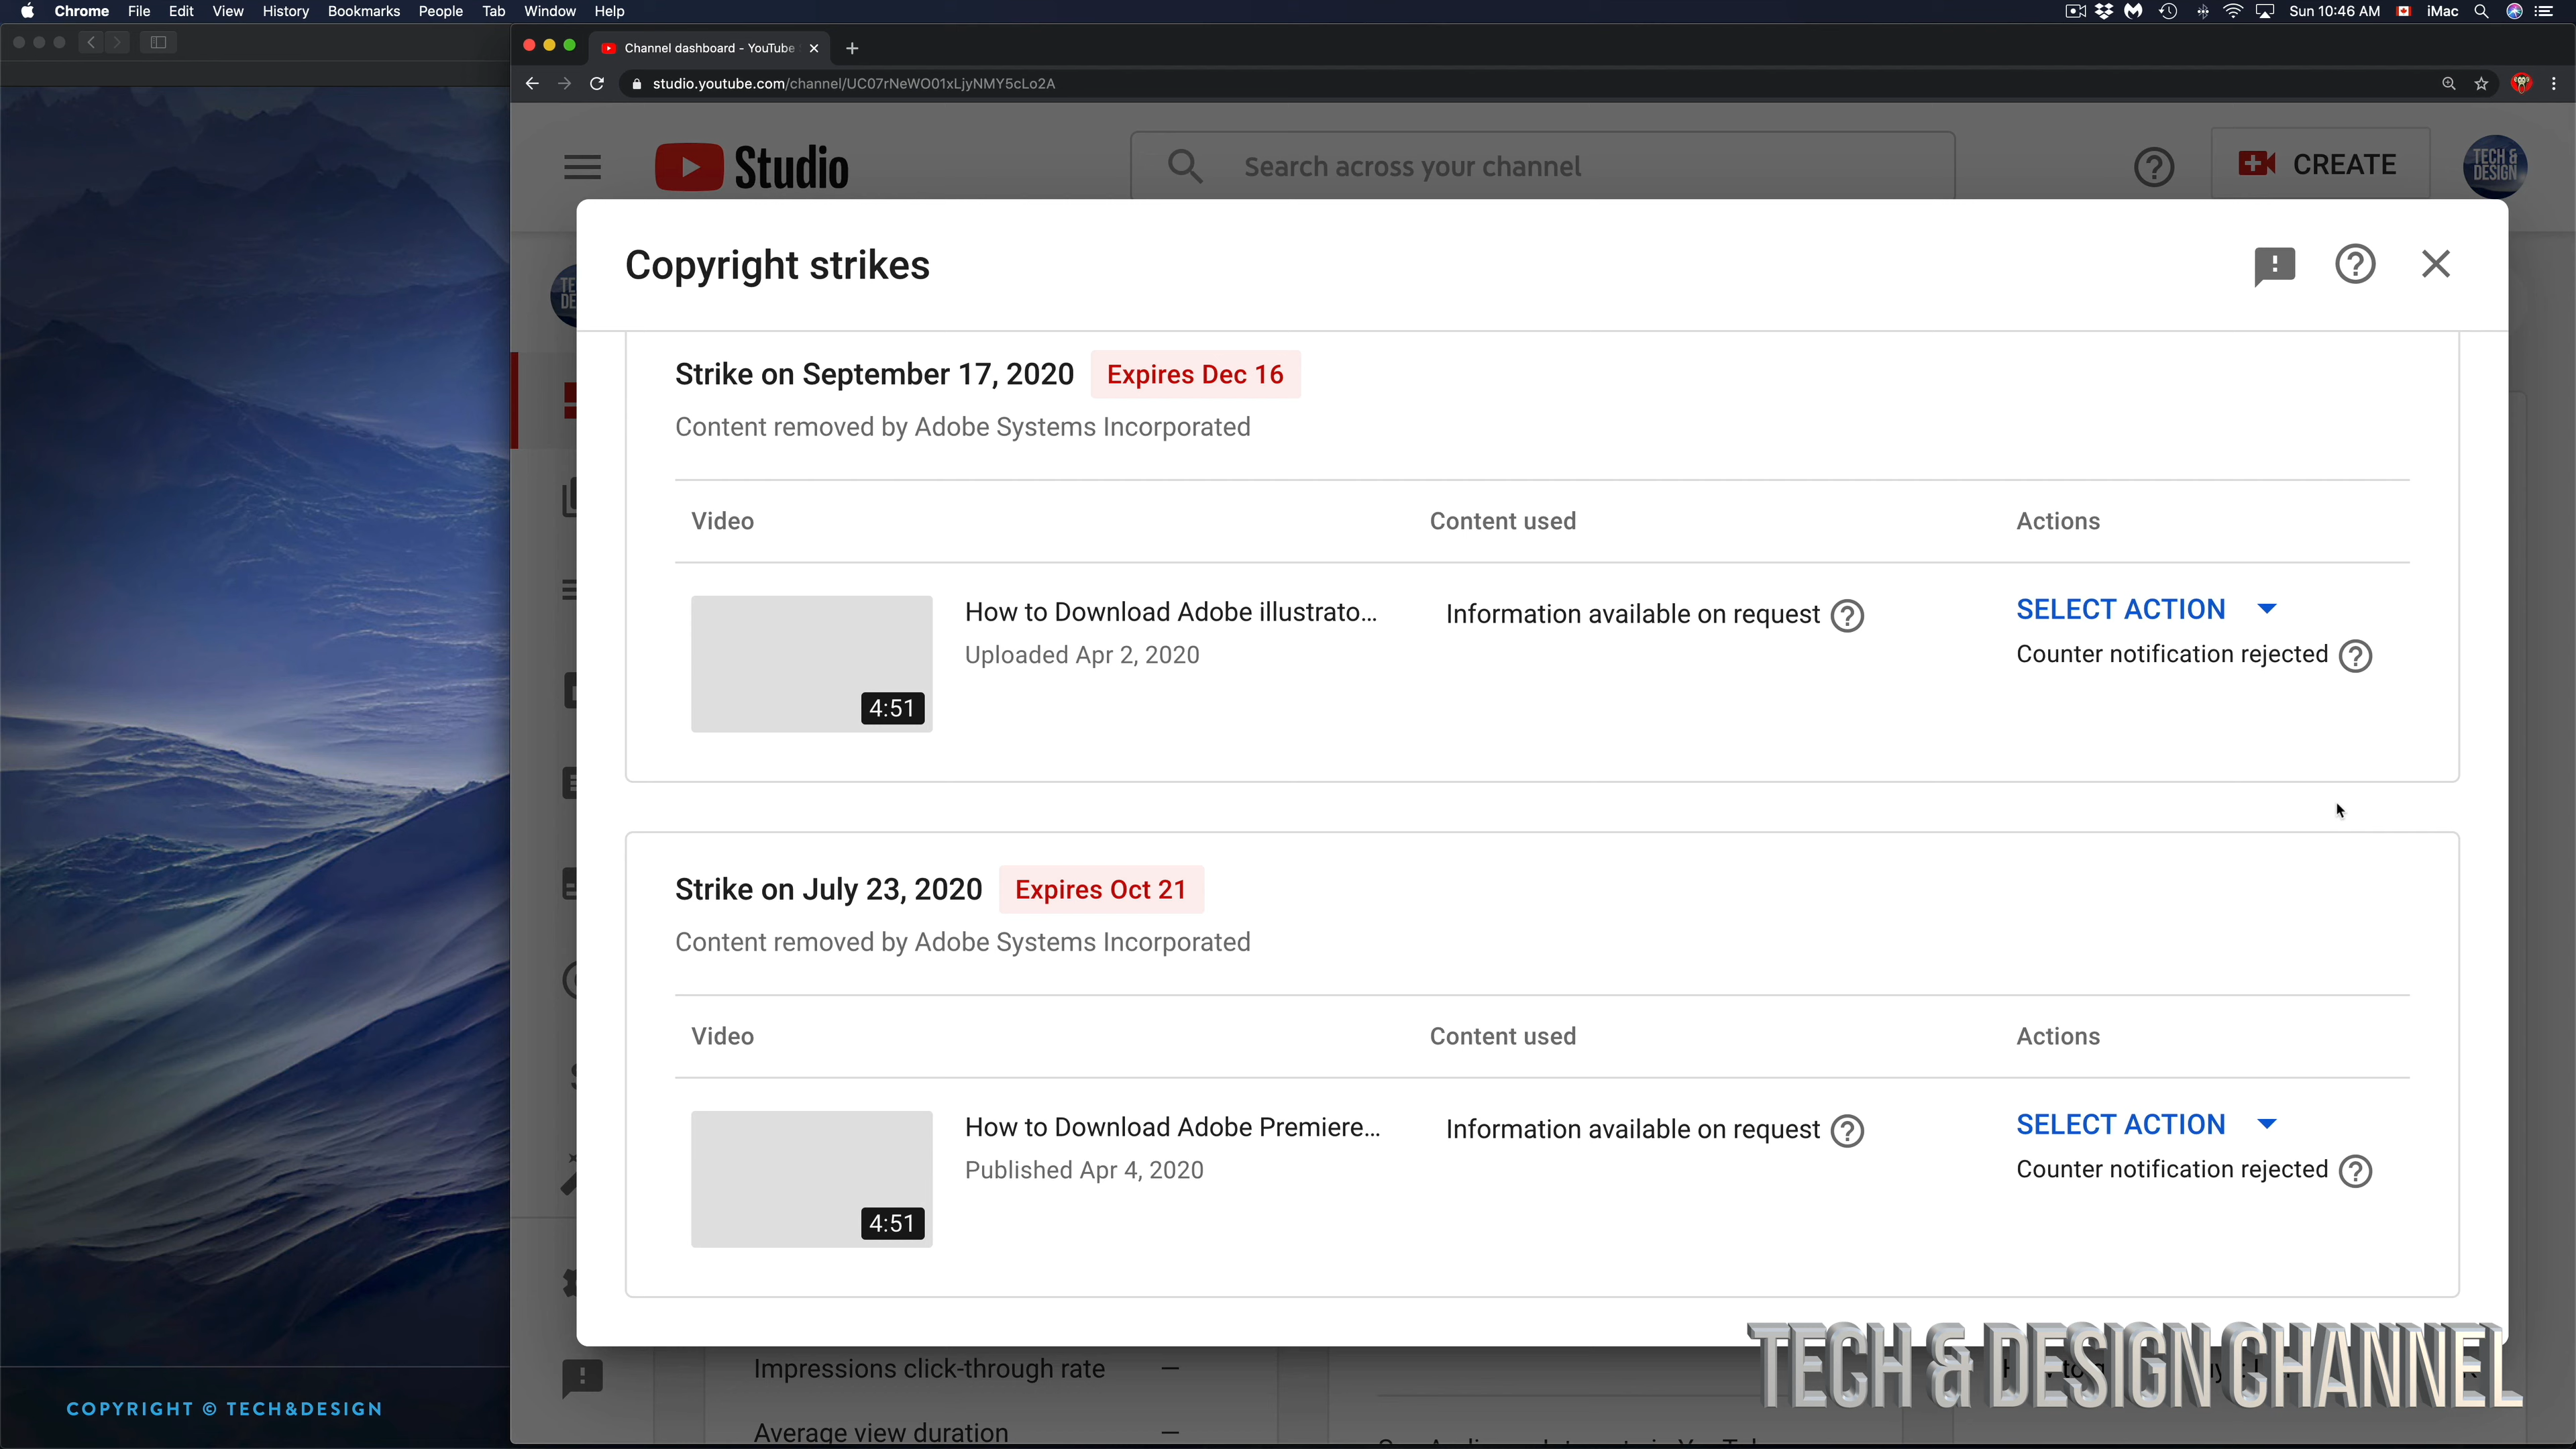 Chrome File Edit View History Bookmarks People Tab Window Help
Sun 10:46 AM iMac
Channel dashboard - YouTube
studio.youtube.com/channel/UC07rNeWO01xLjyNMY5cLo2A
Studio
Search across your channel
CREATE
TECH &
DESIGN
Copyright strikes
Strike on September 17, 2020 Expires Dec 16
Content removed by Adobe Systems Incorporated
Video Content used Actions
How to Download Adobe illustrato... Information available on request SELECT ACTION
Uploaded Apr 2, 2020 Counter notification rejected
4:51
Strike on July 23, 2020 Expires Oct 21
Content removed by Adobe Systems Incorporated
Video Content used Actions
How to Download Adobe Premiere... Information available on request SELECT ACTION
Published Apr 4, 2020 Counter notification rejected
4:51
Impressions click-through rate —
Average view duration —
TECH & DESIGN CHANNEL
COPYRIGHT © TECH&DESIGN